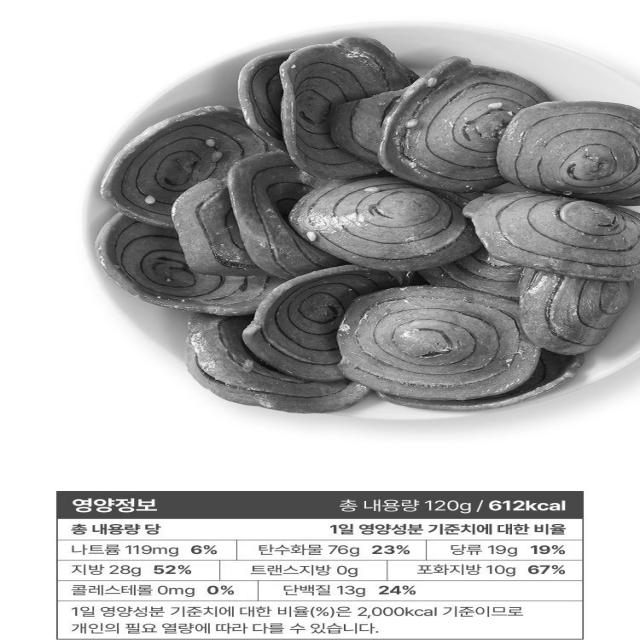 영양정보 총 내용량 120g / 612kcal
총 내용량 당 1일 영양성분 기준치에 대한 비율
나트륨 119mg 6% 탄수화물 76g 23% 당류 19g 19%
지방 28g 52% 트랜스지방 0g 포화지방 10g 67%
콜레스테롤 0mg 0% 단백질 13g 24%
1일 영양성분 기준치에 대한 비율(%)은 2,000kcal 기준이므로
개인의 필요 열량에 따라 다를 수 있습니다.